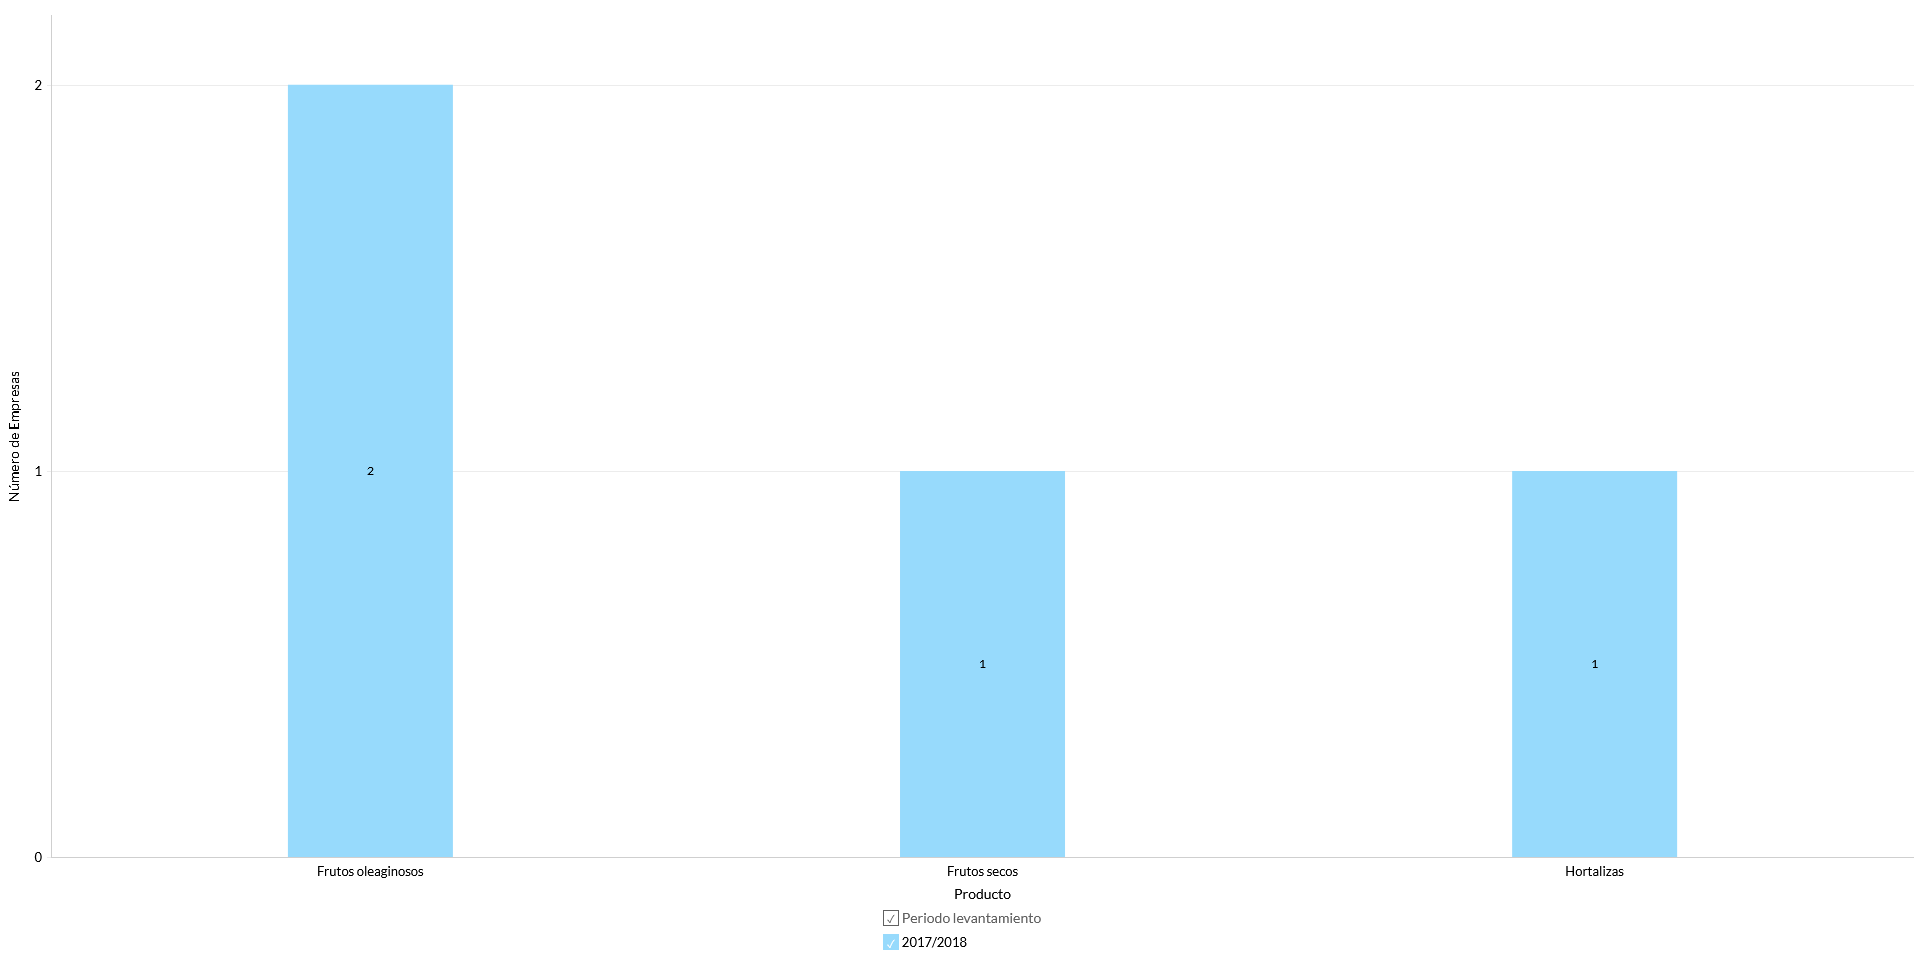 Número de Empresas
2
1
0
2
1
1
Frutos oleaginosos
Frutos secos
Hortalizas
Producto
Periodo levantamiento
2017/2018